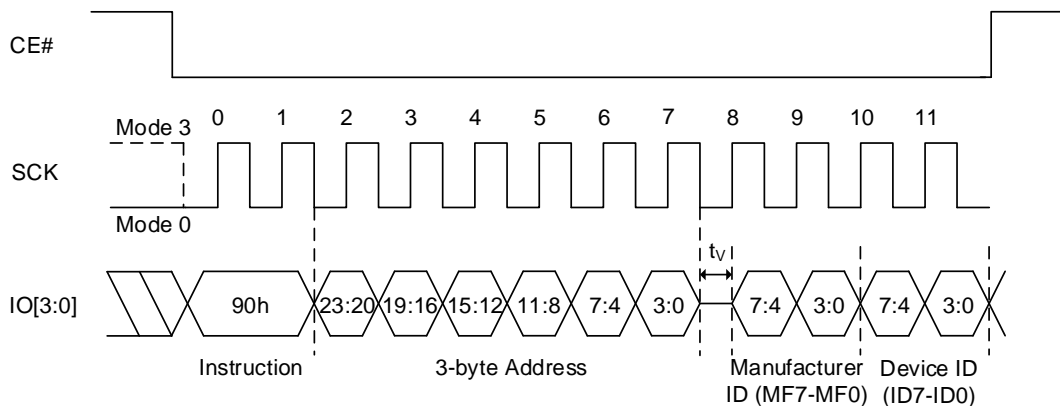 CE#
0 1 2 3 4 5 6 7 8 9 10 11
Mode 3
SCK
Mode 0
tV
IO[3:0]
90h 23:20 19:16 15:12 11:8 7:4 3:0 7:4 3:0 7:4 3:0
Instruction 3-byte Address Manufacturer Device ID
ID (MF7-MF0) (ID7-ID0)